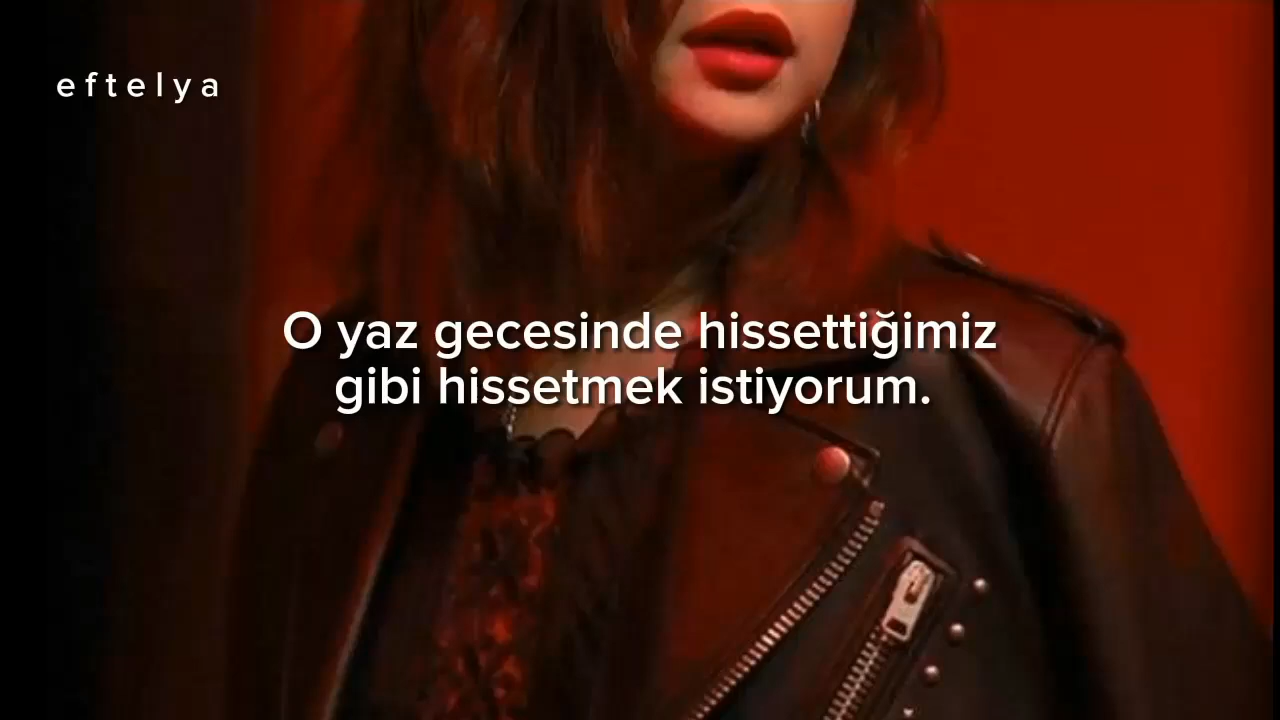 eftelya
O yaz gecesinde hissettiğimiz
gibi hissetmek istiyorum.